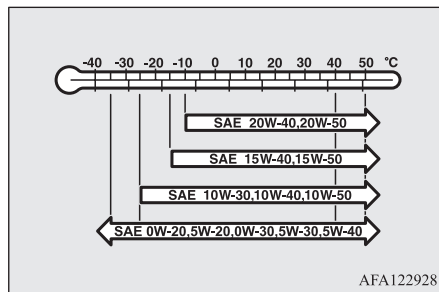 -40 -30 -20 -10 0 10 20 30 40 50 °C
SAE 20W-40,20W-50
SAE 15W-40,15W-50
SAE 10W-30,10W-40,10W-50
SAE 0W-20,5W-20,0W-30,5W-30,5W-40
AFA122928